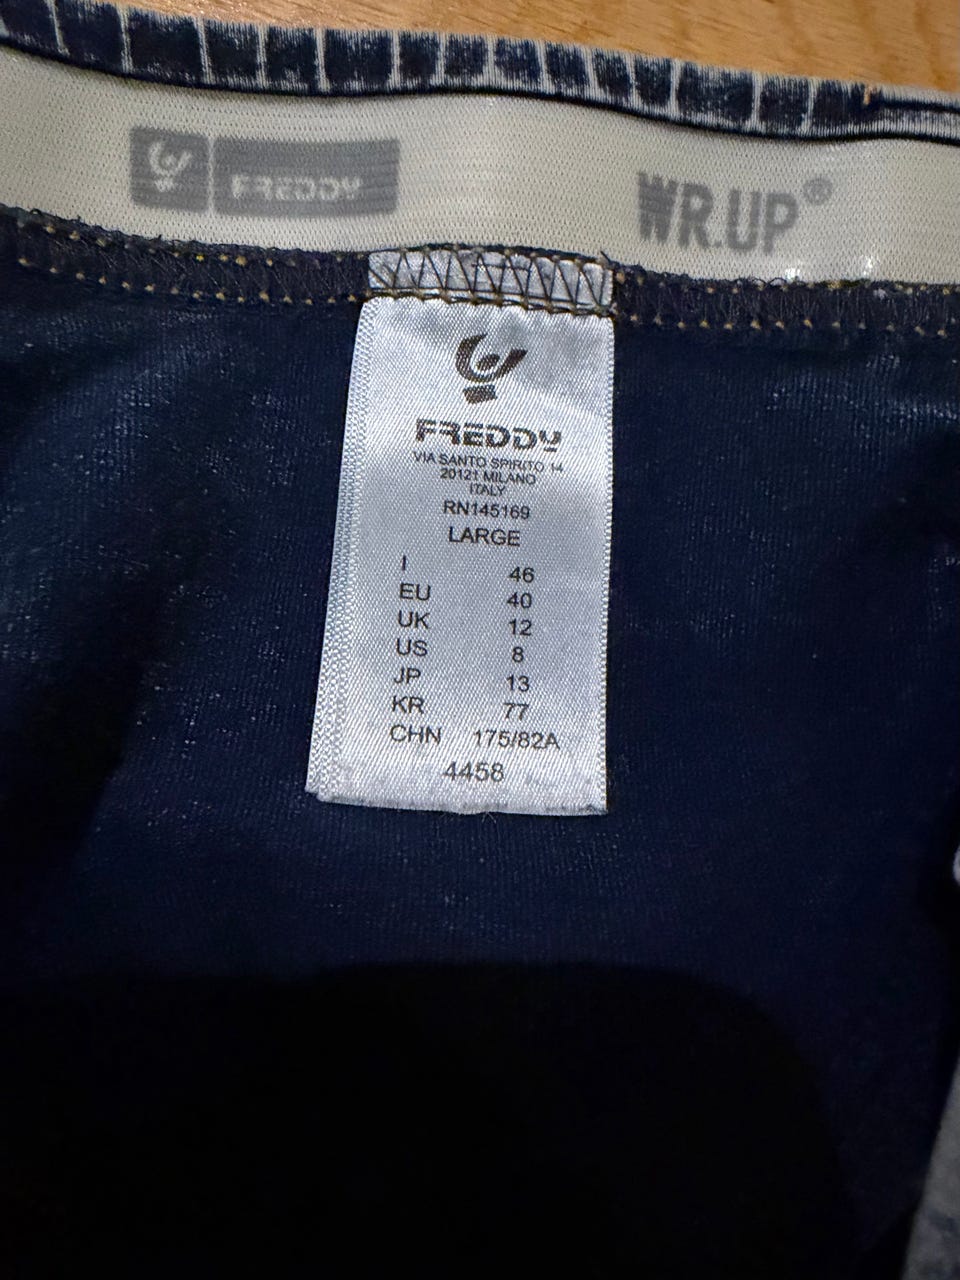 FREDDY
WR.UP®
FREDDY
VIA SANTO SPIRITO 14
20121 MILANO
ITALY
RN145169
LARGE
I 46
EU 40
UK 12
US 8
JP 13
KR 77
CHN 175/82A
4458